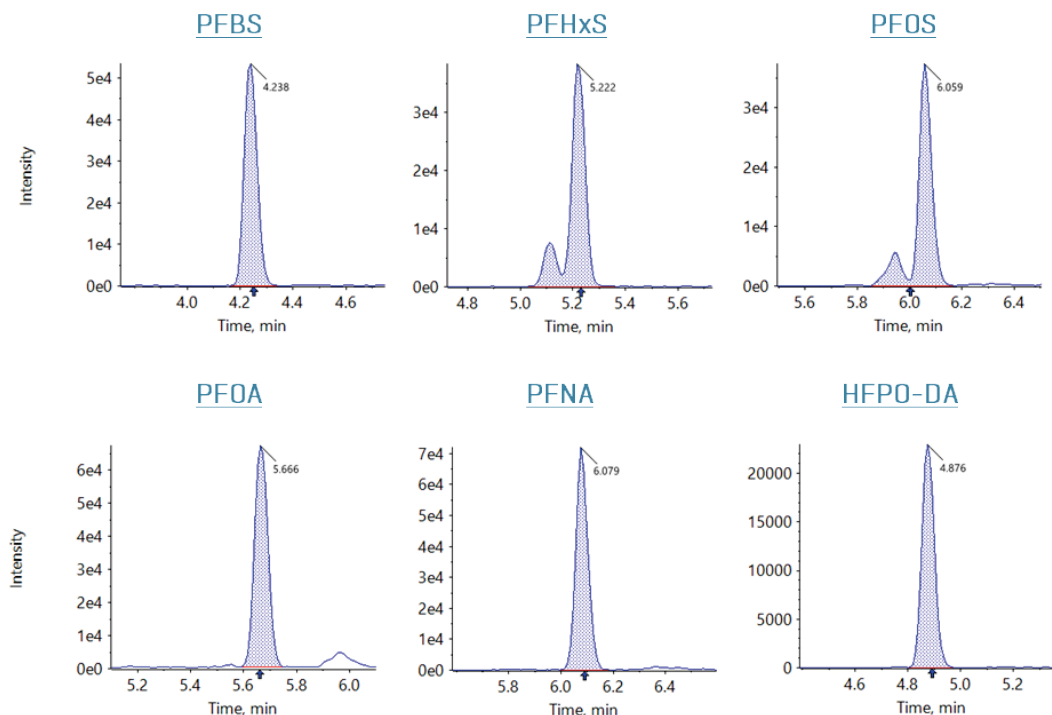 PFBS
PFHxS
PFOS
Intensity
5e4
4e4
3e4
2e4
1e4
0e0
4.238
4.0 4.2 4.4 4.6
Time, min
3e4
2e4
1e4
0e0
5.222
4.8 5.0 5.2 5.4 5.6
Time, min
3e4
2e4
1e4
0e0
6.059
5.6 5.8 6.0 6.2 6.4
Time, min
PFOA
PFNA
HFPO-DA
Intensity
6e4
5e4
4e4
3e4
2e4
1e4
0e0
5.666
5.2 5.4 5.6 5.8 6.0
Time, min
7e4
6e4
5e4
4e4
3e4
2e4
1e4
0e0
6.079
5.8 6.0 6.2 6.4
Time, min
20000
15000
10000
5000
0
4.876
4.6 4.8 5.0 5.2
Time, min